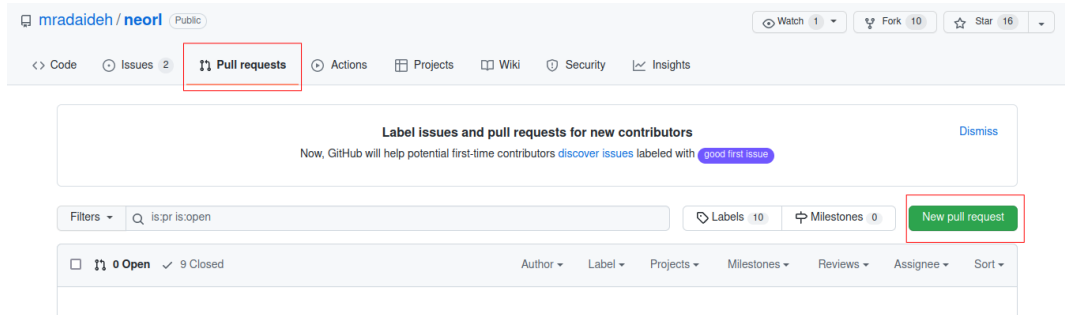 mradaideh / neorl Public Watch 1 Fork 10 Star 16
<> Code Issues 2 Pull requests Actions Projects Wiki Security Insights
Label issues and pull requests for new contributors Dismiss
Now, GitHub will help potential first-time contributors discover issues labeled with good first issue
Filters is:pr is:open Labels 10 Milestones 0 New pull request
0 Open 9 Closed Author Label Projects Milestones Reviews Assignee Sort